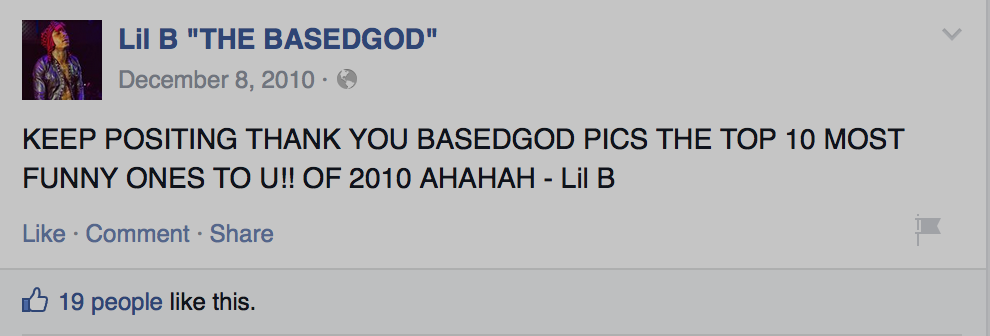 Lil B "THE BASEDGOD"
December 8, 2010 ·
KEEP POSITING THANK YOU BASEDGOD PICS THE TOP 10 MOST
FUNNY ONES TO U!! OF 2010 AHAHAH - Lil B
Like · Comment · Share
19 people like this.